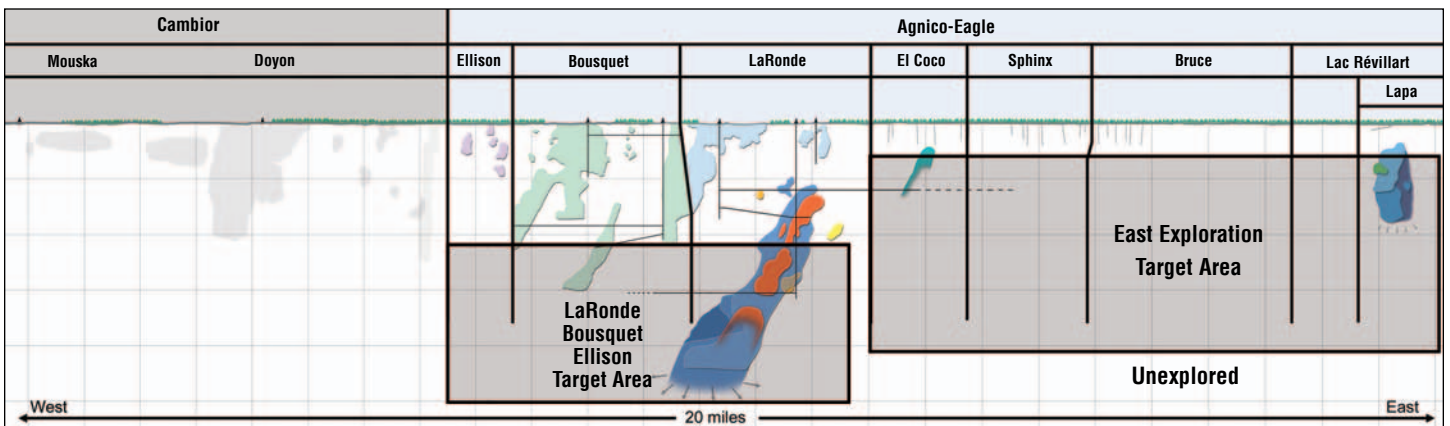 Cambior
Agnico-Eagle
Mouska
Doyon
Ellison
Bousquet
LaRonde
El Coco
Sphinx
Bruce
Lac Révillart
Lapa
East Exploration
Target Area
LaRonde
Bousquet
Ellison
Target Area
Unexplored
West
20 miles
East